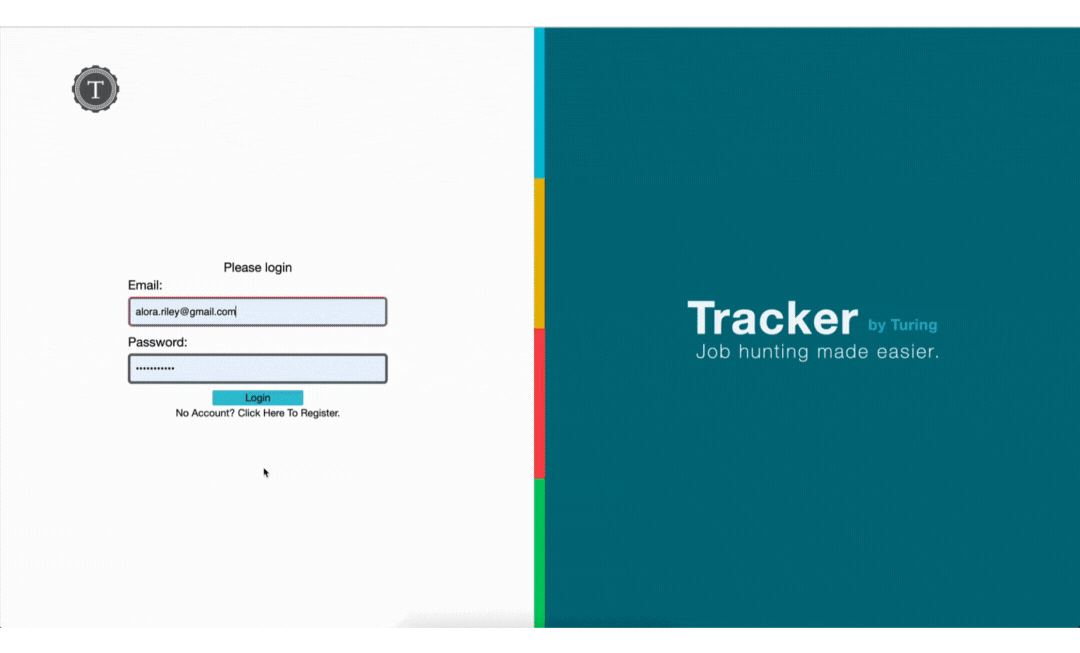 T
Please login
Email:
alora.riley@gmail.com
Password:
•••••••••••
Login
No Account? Click Here To Register.
Tracker by Turing
Job hunting made easier.